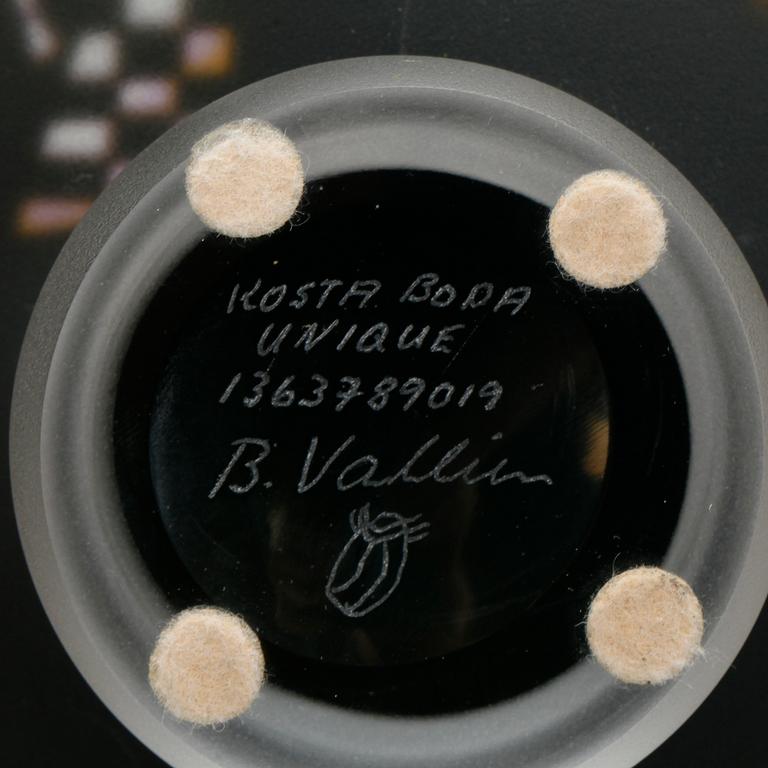 KOSTA BODA
UNIQUE
1363789019
B. Vallien